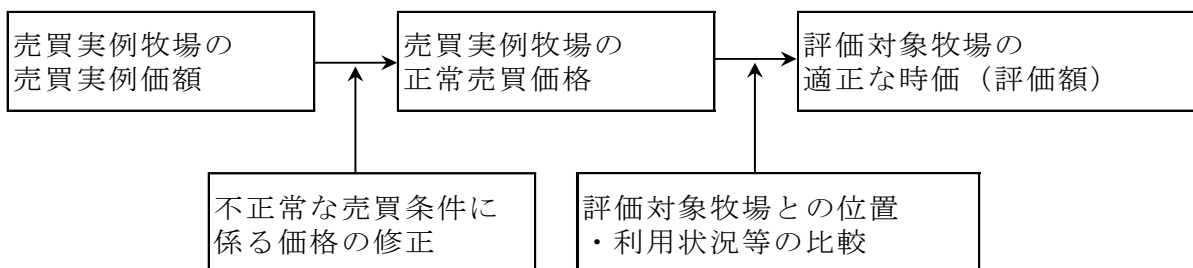 売買実例牧場の
売買実例価額
売買実例牧場の
正常売買価格
評価対象牧場の
適正な時価（評価額）
不正常な売買条件に
係る価格の修正
評価対象牧場との位置
・利用状況等の比較